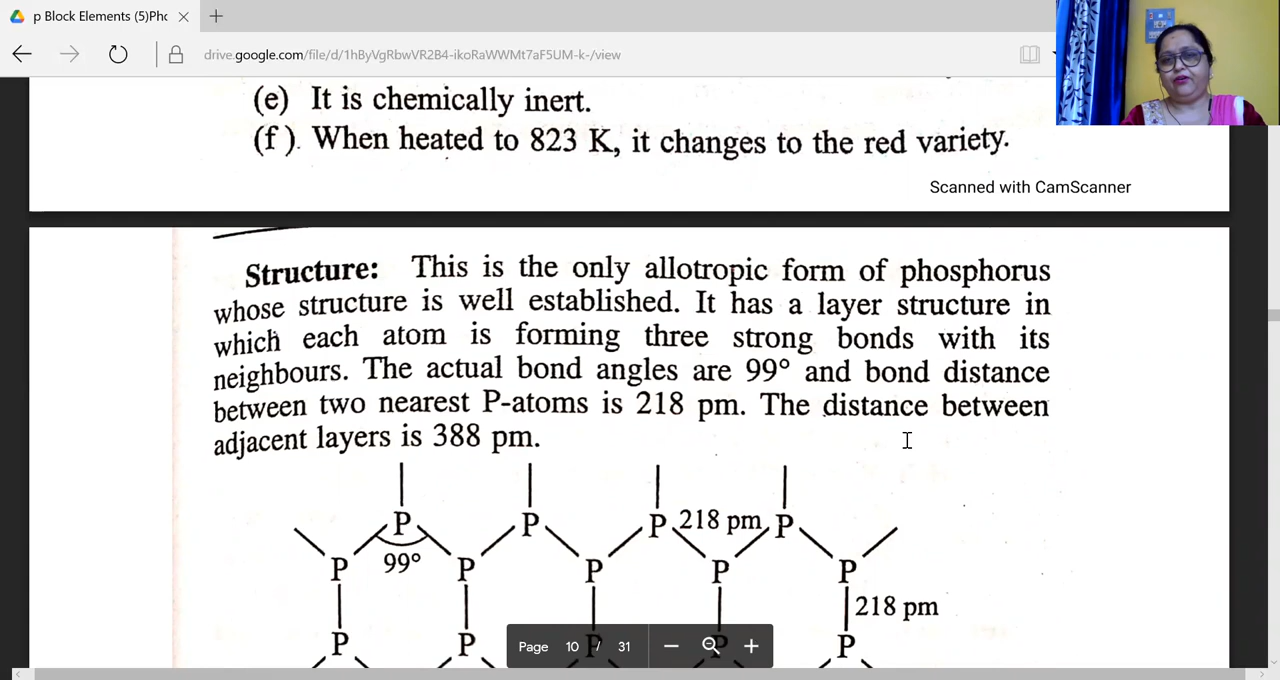 p Block Elements (5)Pho
drive.google.com/file/d/1hByVgRbwVR2B4-ikoRaWWMt7aF5UM-k-/view
(e) It is chemically inert.
(f). When heated to 823 K, it changes to the red variety.
Scanned with CamScanner
Structure: This is the only allotropic form of phosphorus
whose structure is well established. It has a layer structure in
which each atom is forming three strong bonds with its
neighbours. The actual bond angles are 99° and bond distance
between two nearest P-atoms is 218 pm. The distance between
adjacent layers is 388 pm.
P P P 218 pm P
P 99° P P P P
218 pm
P P P P P
Page 10 / 31